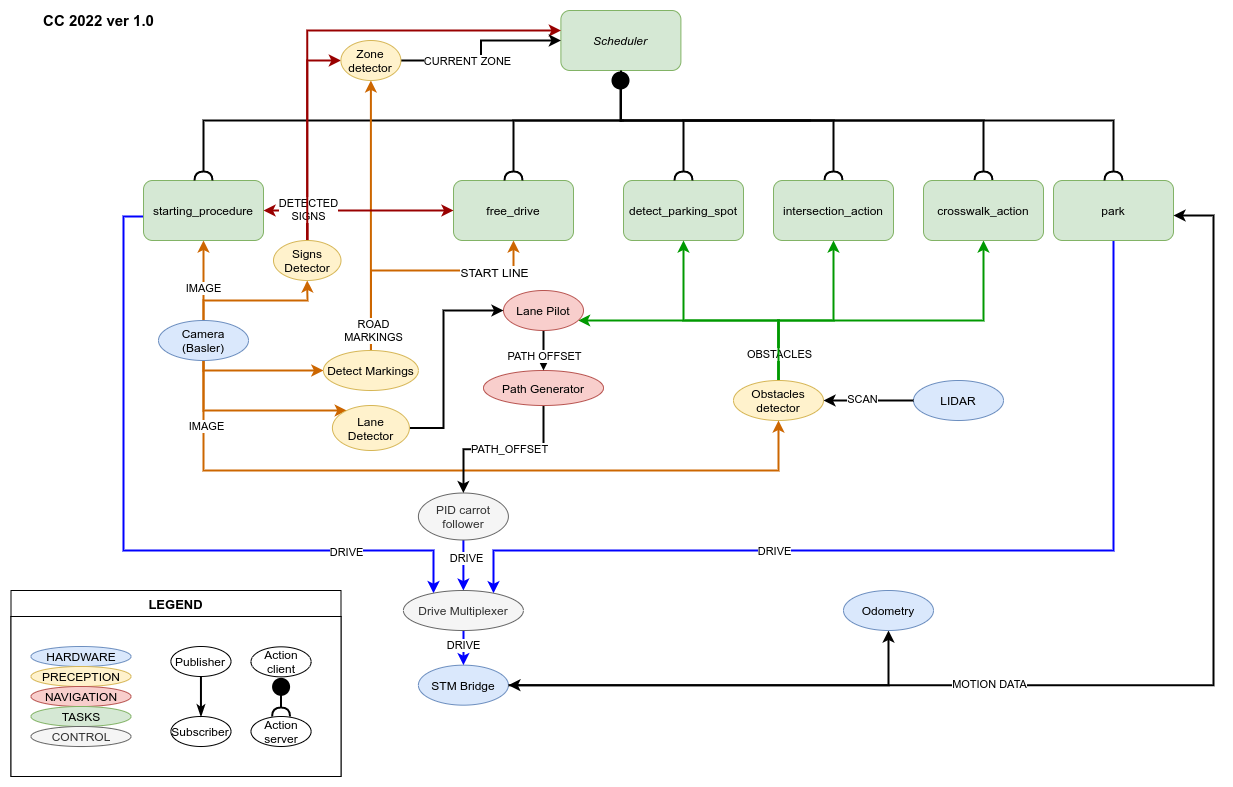 CC 2022 ver 1.0
Scheduler
Zone
detector
CURRENT ZONE
starting_procedure
DETECTED
SIGNS
free_drive
detect_parking_spot
intersection_action
crosswalk_action
park
Signs
Detector
START LINE
IMAGE
Lane Pilot
ROAD
MARKINGS
Camera
(Basler)
PATH OFFSET
OBSTACLES
Detect Markings
Path Generator
Obstacles
detector
SCAN
LIDAR
IMAGE
Lane
Detector
PATH_OFFSET
PID carrot
follower
DRIVE
DRIVE
DRIVE
Drive Multiplexer
Odometry
DRIVE
STM Bridge
MOTION DATA
LEGEND
HARDWARE
PRECEPTION
NAVIGATION
TASKS
CONTROL
Publisher
Subscriber
Action
client
Action
server